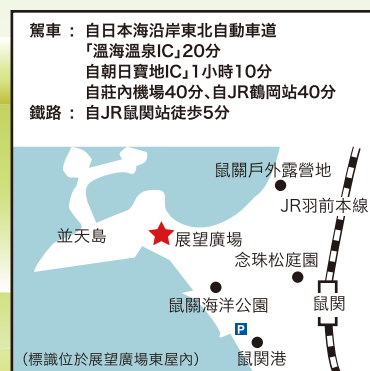 駕車：自日本海沿岸東北自動車道
「溫海溫泉IC」20分
自朝日寶地IC」1小時10分
自莊內機場40分、自JR鶴岡站40分
鐵路：自JR鼠関站徒歩5分
鼠關戶外露營地
JR羽前本線
並天島
展望廣場
念珠松庭園
鼠關海洋公園
鼠関
P
鼠関港
（標識位於展望廣場東屋內）